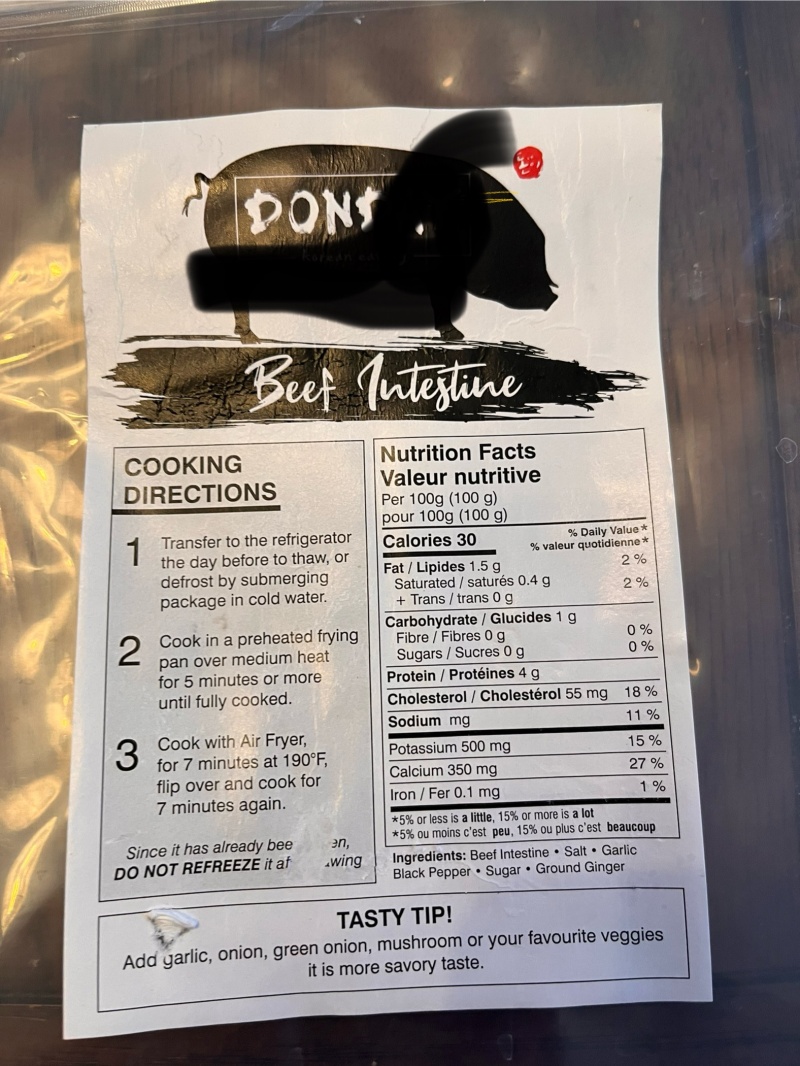 Beef Intestine
COOKING
DIRECTIONS
1 Transfer to the refrigerator
the day before to thaw, or
defrost by submerging
package in cold water.
2 Cook in a preheated frying
pan over medium heat
for 5 minutes or more
until fully cooked.
3 Cook with Air Fryer,
for 7 minutes at 190°F,
flip over and cook for
7 minutes again.
Since it has already
DO NOT REFREEZE it
Nutrition Facts
Valeur nutritive
Per 100g (100 g)
pour 100g (100 g)
Calories 30
% Daily Value*
% valeur quotidienne*
Fat / Lipides 1.5 g 2 %
Saturated / saturés 0.4 g 2 %
+ Trans / trans 0 g
Carbohydrate / Glucides 1 g
Fibre / Fibres 0 g 0 %
Sugars / Sucres 0 g 0 %
Protein / Protéines 4 g
Cholesterol / Cholestérol 55 mg 18 %
Sodium mg 11 %
Potassium 500 mg 15 %
Calcium 350 mg 27 %
Iron / Fer 0.1 mg 1 %
*5% or less is a little, 15% or more is a lot
*5% ou moins c'est peu, 15% ou plus c'est beaucoup
Ingredients: Beef Intestine • Salt • Garlic
Black Pepper • Sugar • Ground Ginger
TASTY TIP!
Add garlic, onion, green onion, mushroom or your favourite veggies
it is more savory taste.